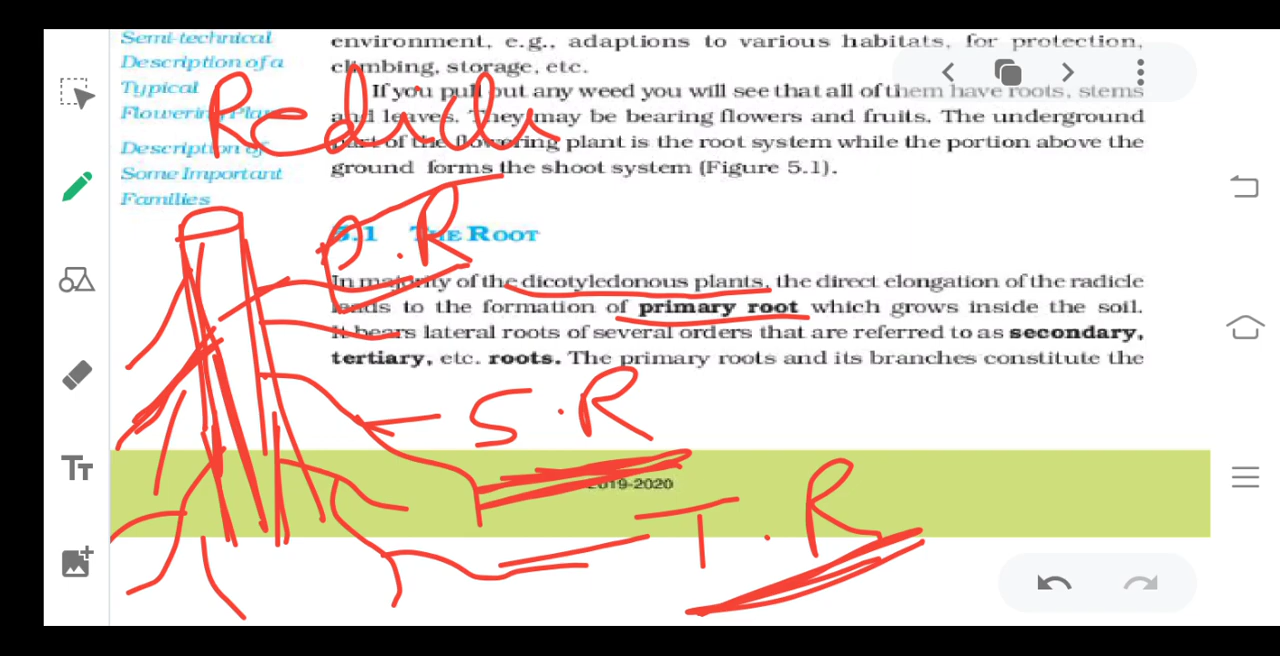 Semi-technical
Description of a
Typical
Flowering Plant
Description of
Some Important
Families
environment, e.g., adaptions to various habitats, for protection,
climbing, storage, etc.
If you pull out any weed you will see that all of them have roots, stems
and leaves. They may be bearing flowers and fruits. The underground
part of the flowering plant is the root system while the portion above the
ground forms the shoot system (Figure 5.1).
5.1 THE ROOT
In majority of the dicotyledonous plants, the direct elongation of the radicle
leads to the formation of primary root which grows inside the soil.
It bears lateral roots of several orders that are referred to as secondary,
tertiary, etc. roots. The primary roots and its branches constitute the
2019-2020
P.R
S.R
T.R
TT